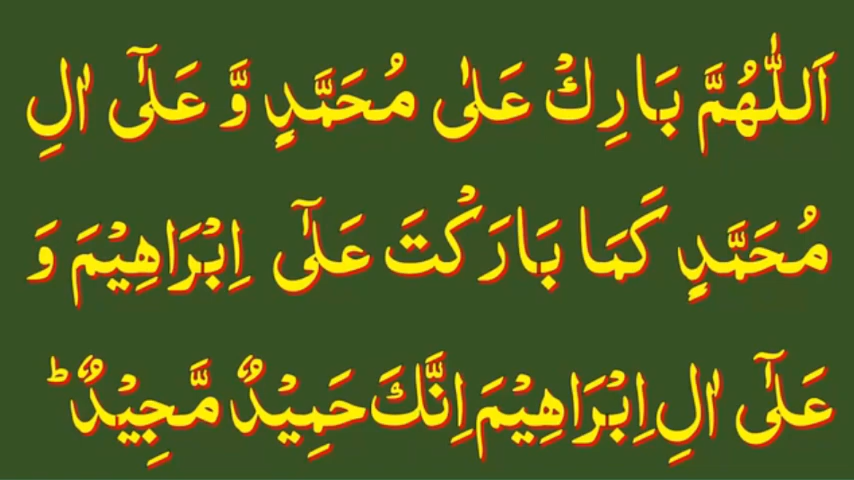 اَللّٰهُمَّ بَارِكْ عَلٰى مُحَمَّدٍ وَّ عَلٰٓى اٰلِ
مُحَمَّدٍ كَمَا بَارَكْتَ عَلٰٓى اِبْرَاهِيْمَ وَ
عَلٰٓى اٰلِ اِبْرَاهِيْمَ اِنَّكَ حَمِيْدٌ مَّجِيْدٌ ؕ